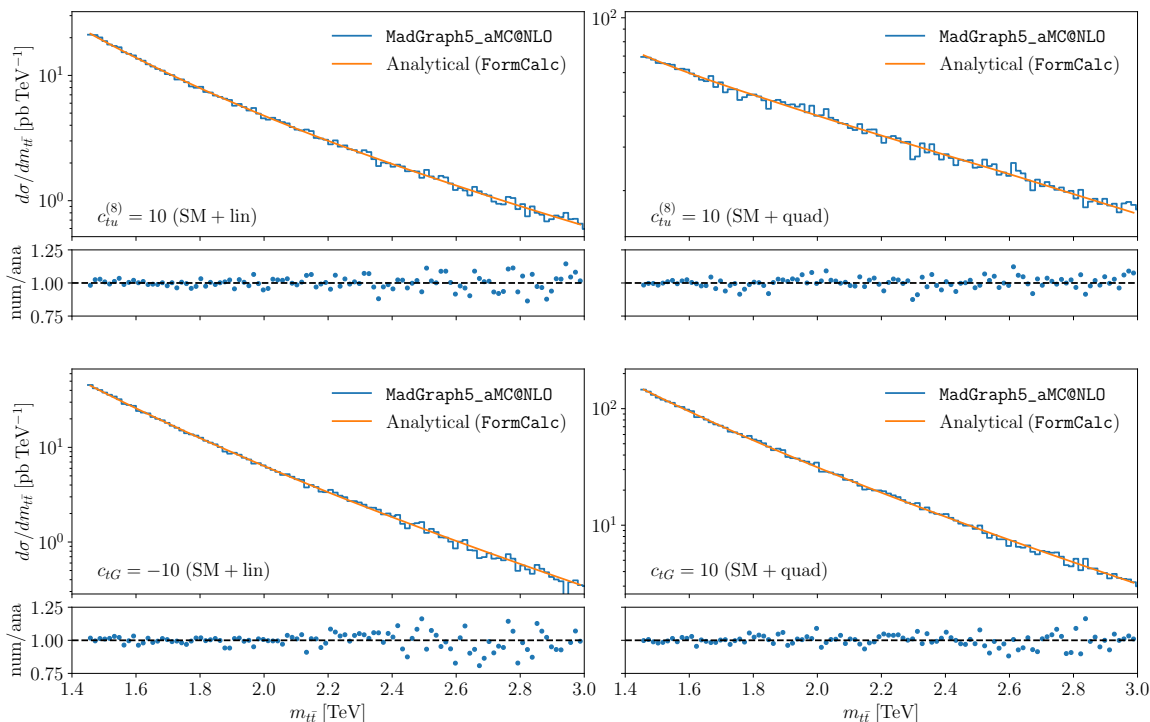 10²
MadGraph5_aMC@NLO
Analytical (FormCalc)
10¹
10⁰
dσ/dm_{tt̄} [pb TeV⁻¹]
c_{tu}^{(8)} = 10 (SM + lin)
MadGraph5_aMC@NLO
Analytical (FormCalc)
c_{tu}^{(8)} = 10 (SM + quad)
1.25
1.00
0.75
num/ana
MadGraph5_aMC@NLO
Analytical (FormCalc)
10¹
10⁰
dσ/dm_{tt̄} [pb TeV⁻¹]
c_{tG} = −10 (SM + lin)
MadGraph5_aMC@NLO
Analytical (FormCalc)
10²
10¹
c_{tG} = 10 (SM + quad)
1.25
1.00
0.75
num/ana
1.4 1.6 1.8 2.0 2.2 2.4 2.6 2.8 3.0
m_{tt̄} [TeV]
1.4 1.6 1.8 2.0 2.2 2.4 2.6 2.8 3.0
m_{tt̄} [TeV]